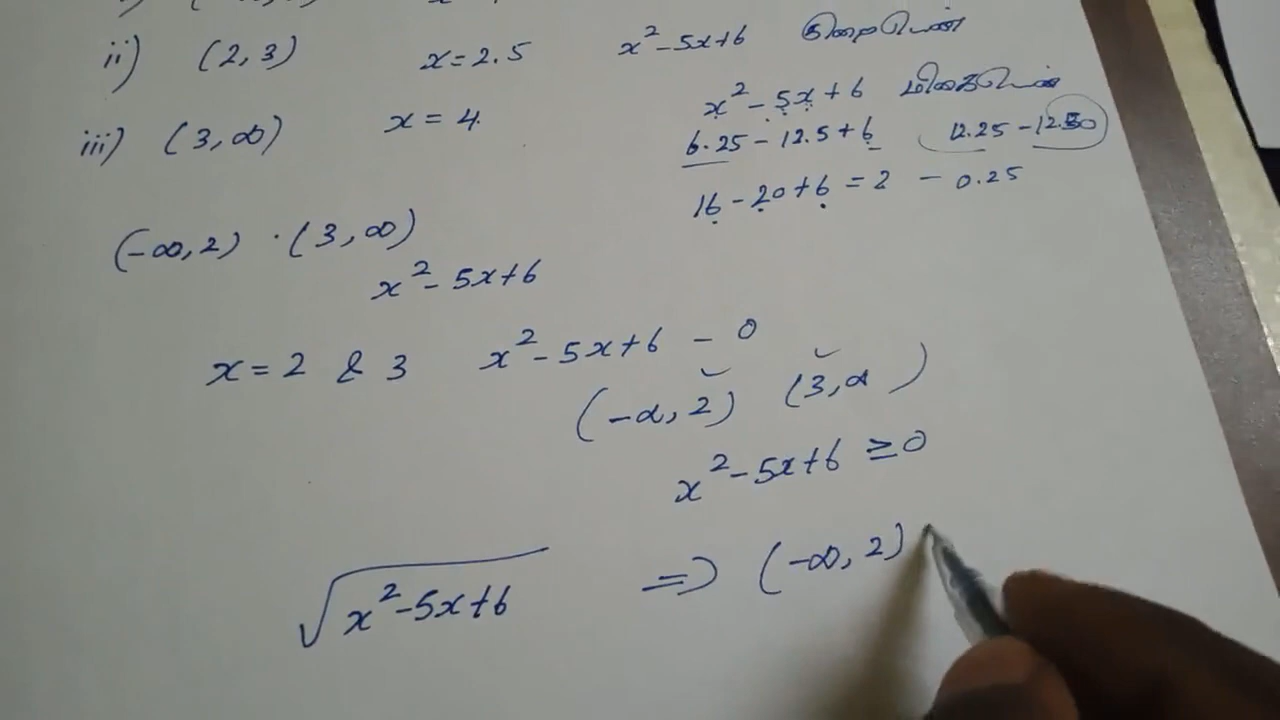 ii) (2, 3) x = 2.5 x² - 5x + 6 குறையெண்
x² - 5x + 6 மிகையெண்
iii) (3, ∞) x = 4 6.25 - 12.5 + 6 12.25 - 12.50
16 - 20 + 6 = 2 - 0.25
(-∞, 2) · (3, ∞)
x² - 5x + 6
x = 2 & 3 x² - 5x + 6 - 0
(-α, 2) (3, α)
x² - 5x + 6 ≥ 0
√x² - 5x + 6 ⇒ (-∞, 2)